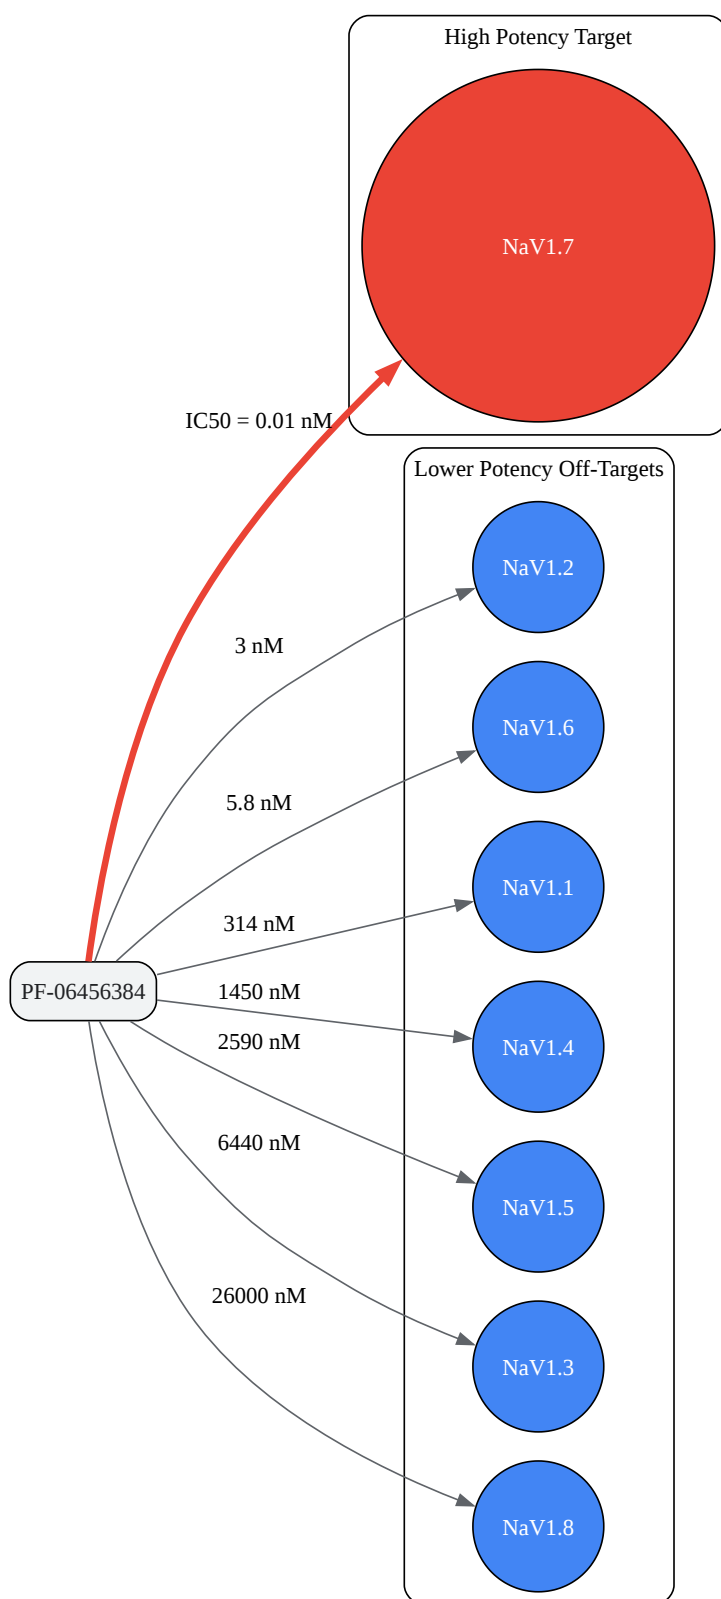 High Potency Target
NaV1.7
IC50 = 0.01 nM
Lower Potency Off-Targets
NaV1.2
3 nM
NaV1.6
5.8 nM
NaV1.1
314 nM
PF-06456384
1450 nM
NaV1.4
2590 nM
6440 nM
NaV1.5
26000 nM
NaV1.3
NaV1.8